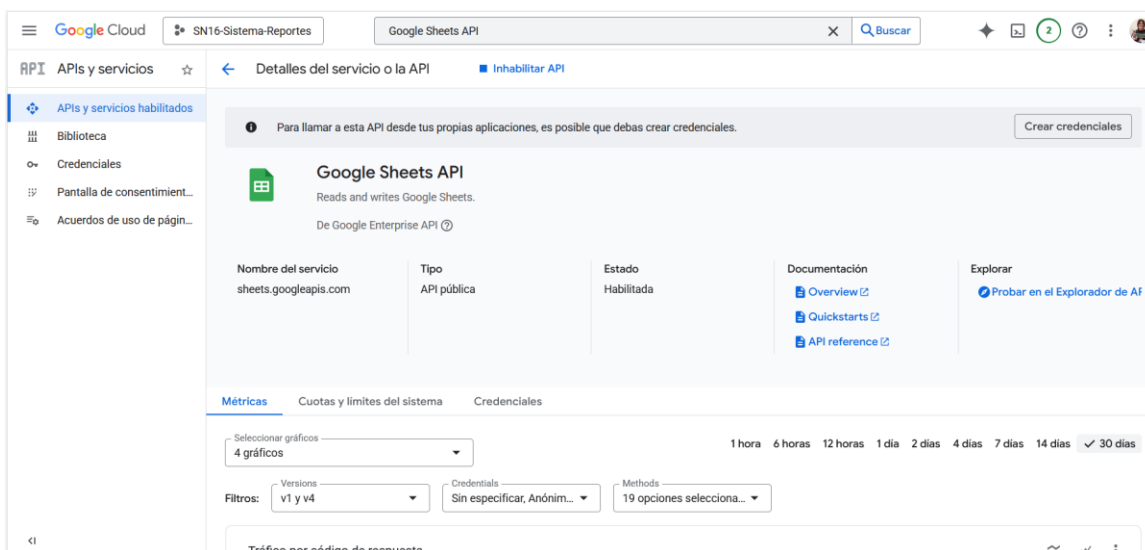 Google Cloud
SN16-Sistema-Reportes
Google Sheets API
Buscar
2
API APIs y servicios
Detalles del servicio o la API
Inhabilitar API
APIs y servicios habilitados
Biblioteca
Credenciales
Pantalla de consentimient...
Acuerdos de uso de págin...
Para llamar a esta API desde tus propias aplicaciones, es posible que debas crear credenciales.
Crear credenciales
Google Sheets API
Reads and writes Google Sheets.
De Google Enterprise API
Nombre del servicio
sheets.googleapis.com
Tipo
API pública
Estado
Habilitada
Documentación
Overview
Quickstarts
API reference
Explorar
Probar en el Explorador de AP
Métricas
Cuotas y límites del sistema
Credenciales
Seleccionar gráficos
4 gráficos
1 hora 6 horas 12 horas 1 día 2 días 4 días 7 días 14 días 30 días
Filtros:
Versions
v1 y v4
Credentials
Sin especificar, Anónim...
Methods
19 opciones selecciona...
Tráfico por código de respuesta